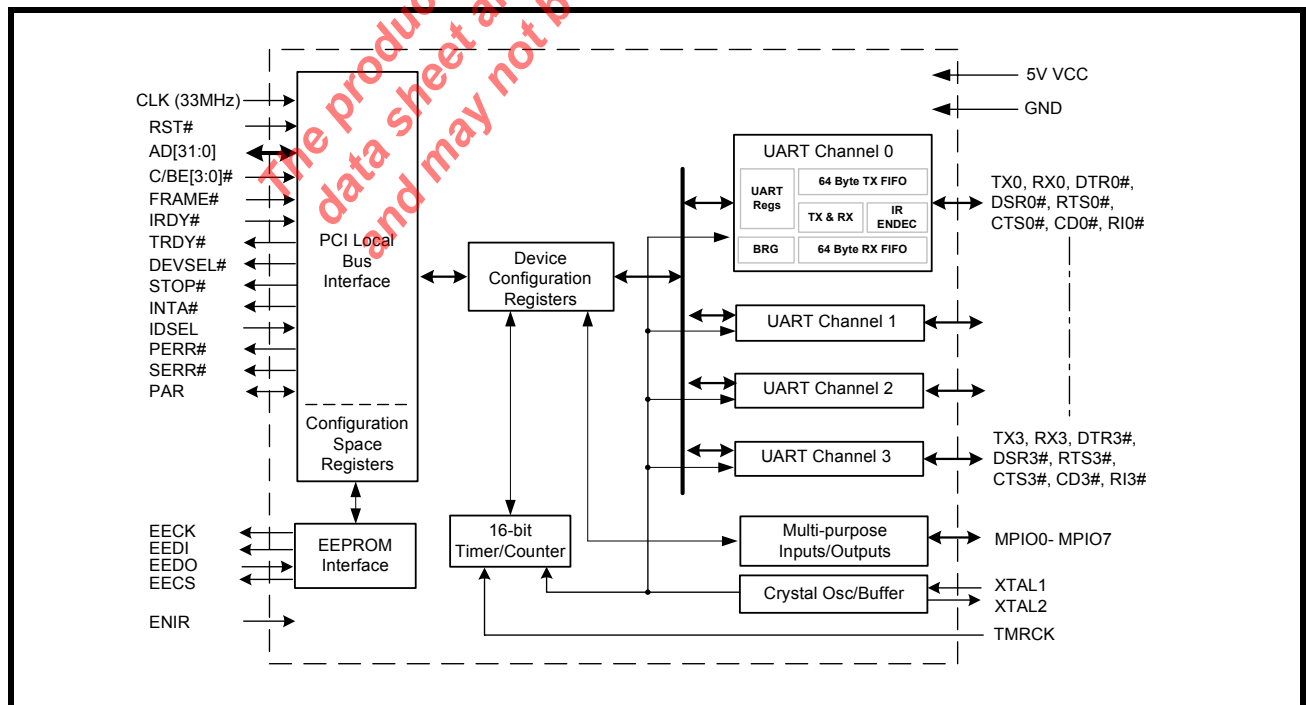 The produc
data sheet a
and may not b
5V VCC
GND
CLK (33MHz)
RST#
AD[31:0]
C/BE[3:0]#
FRAME#
IRDY#
TRDY#
DEVSEL#
STOP#
INTA#
IDSEL
PERR#
SERR#
PAR
EECK
EEDI
EEDO
EECS
ENIR
PCI Local
Bus
Interface
Configuration
Space
Registers
EEPROM
Interface
Device
Configuration
Registers
16-bit
Timer/Counter
UART Channel 0
UART
Regs
64 Byte TX FIFO
TX & RX
IR
ENDEC
BRG
64 Byte RX FIFO
UART Channel 1
UART Channel 2
UART Channel 3
Multi-purpose
Inputs/Outputs
Crystal Osc/Buffer
TX0, RX0, DTR0#,
DSR0#, RTS0#,
CTS0#, CD0#, RI0#
TX3, RX3, DTR3#,
DSR3#, RTS3#,
CTS3#, CD3#, RI3#
MPIO0- MPIO7
XTAL1
XTAL2
TMRCK